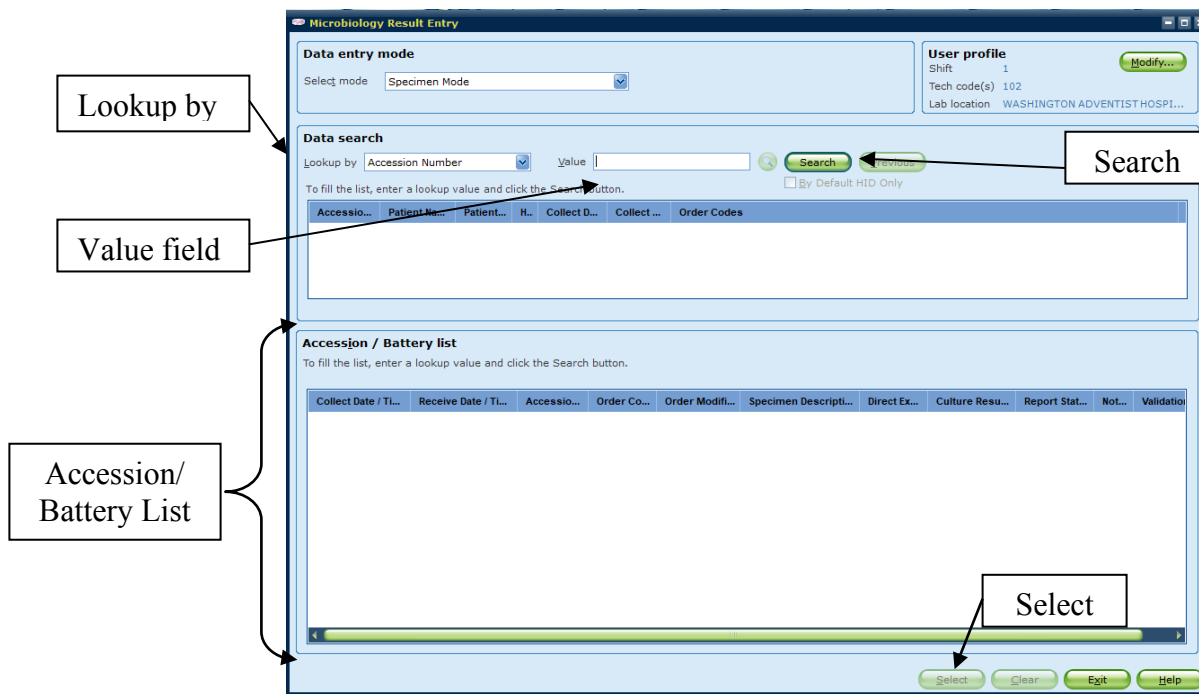 Microbiology Result Entry
Data entry mode
Select mode Specimen Mode
User profile
Modify...
Shift 1
Tech code(s) 102
Lab location WASHINGTON ADVENTIST HOSPI...
Lookup by
Data search
Lookup by Accession Number Value Search Previous
By Default HID Only
To fill the list, enter a lookup value and click the Search button.
Search
Accessio... Patient Na... Patient... H.. Collect D... Collect ... Order Codes
Value field
Accession / Battery list
To fill the list, enter a lookup value and click the Search button.
Collect Date / Ti... Receive Date / Ti... Accessio... Order Co... Order Modifi... Specimen Descripti... Direct Ex... Culture Resu... Report Stat... Not... Validation
Accession/
Battery List
Select
Select Clear Exit Help